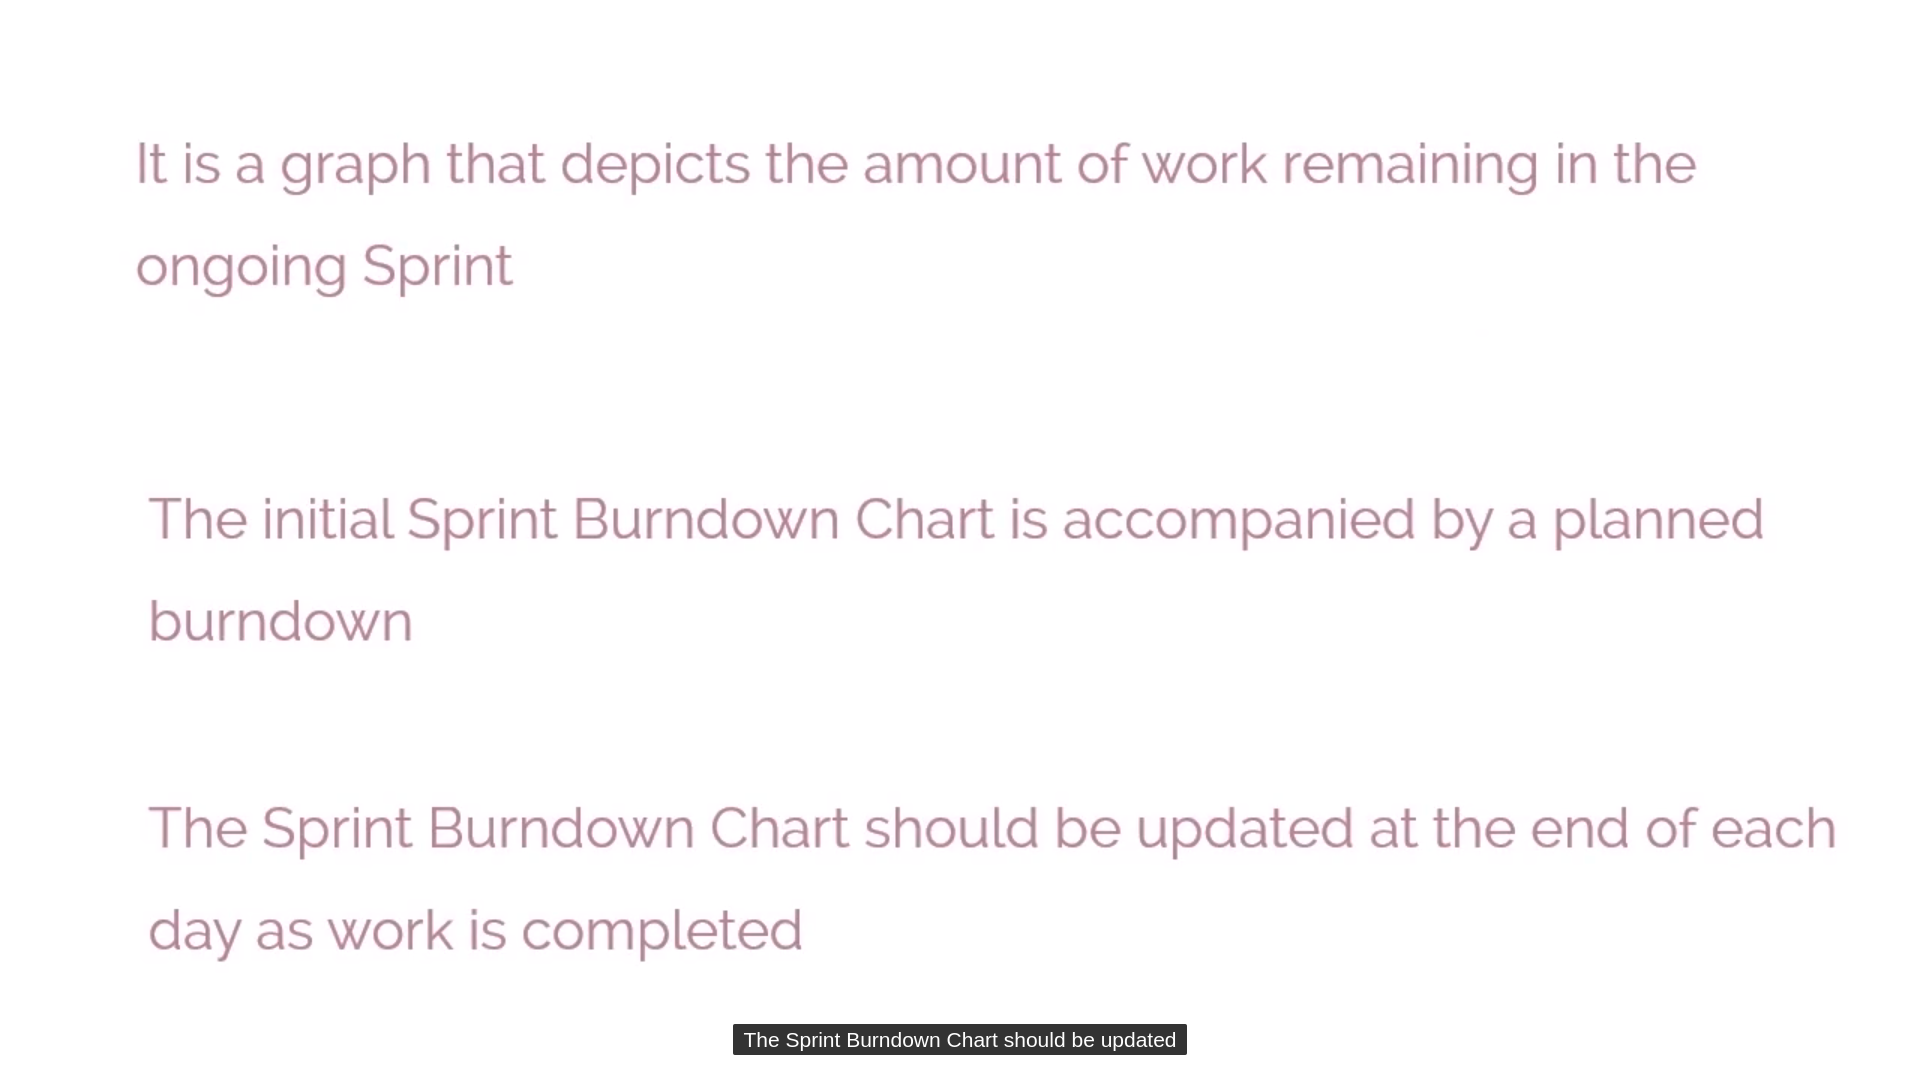 It is a graph that depicts the amount of work remaining in the
ongoing Sprint
The initial Sprint Burndown Chart is accompanied by a planned
burndown
The Sprint Burndown Chart should be updated at the end of each
day as work is completed
The Sprint Burndown Chart should be updated